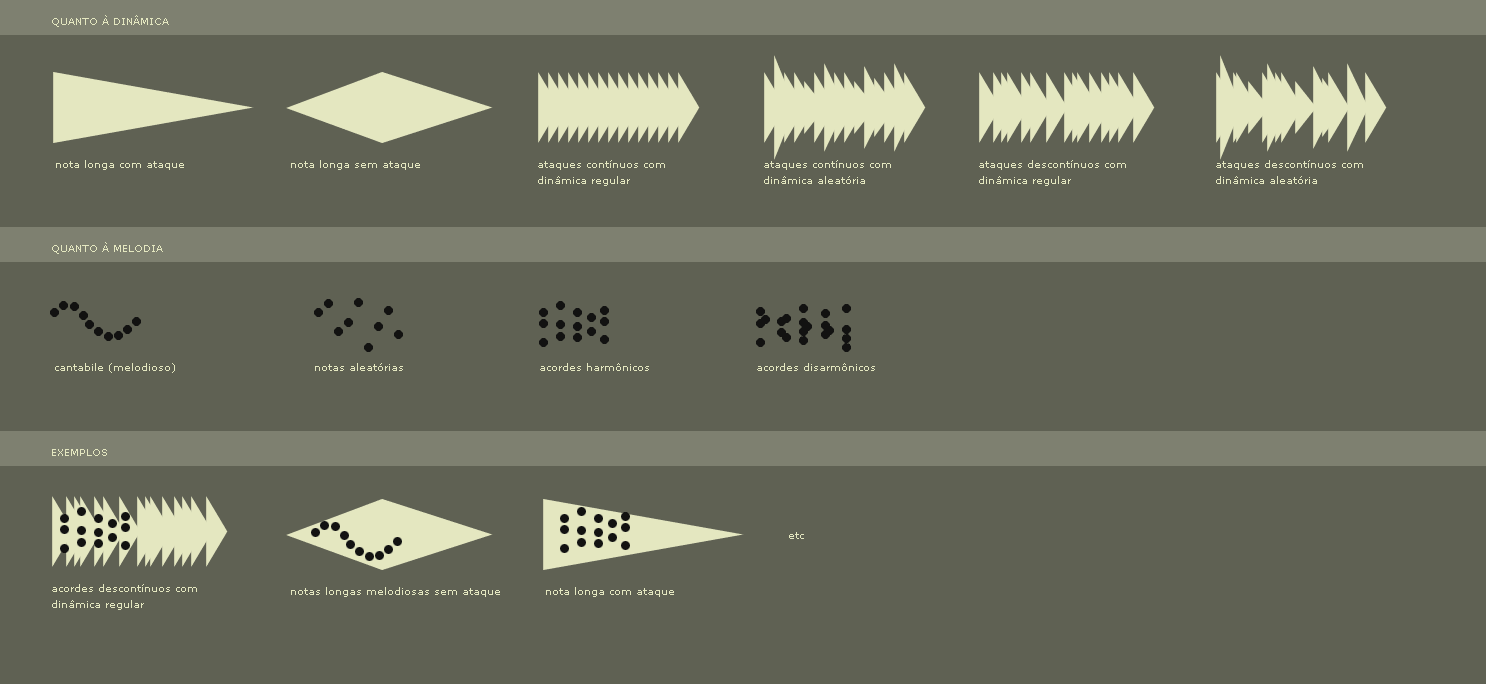 QUANTO À DINÂMICA
nota longa com ataque
nota longa sem ataque
ataques contínuos com
dinâmica regular
ataques contínuos com
dinâmica aleatória
ataques descontínuos com
dinâmica regular
ataques descontínuos com
dinâmica aleatória
QUANTO À MELODIA
cantabile (melodioso)
notas aleatórias
acordes harmônicos
acordes disarmônicos
EXEMPLOS
acordes descontínuos com
dinâmica regular
notas longas melodiosas sem ataque
nota longa com ataque
etc